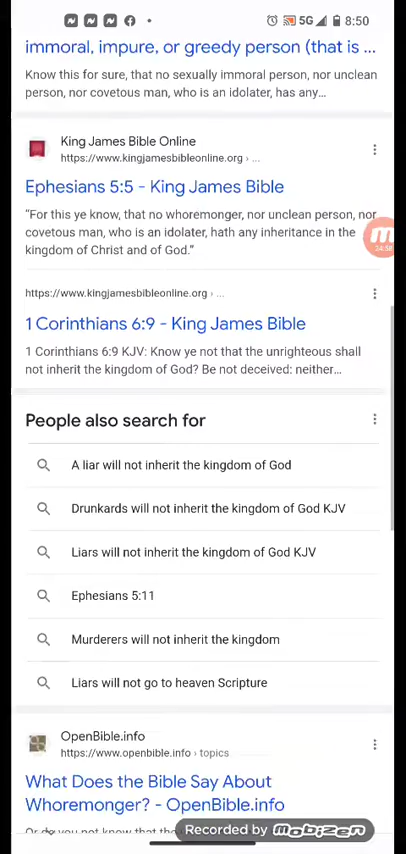 5G 8:50
immoral, impure, or greedy person (that is ...
Know this for sure, that no sexually immoral person, nor unclean
person, nor covetous man, who is an idolater, has any...
King James Bible Online
https://www.kingjamesbibleonline.org › ...
Ephesians 5:5 - King James Bible
“For this ye know, that no whoremonger, nor unclean person, nor
covetous man, who is an idolater, hath any inheritance in the
kingdom of Christ and of God.”
24:58
https://www.kingjamesbibleonline.org › ...
1 Corinthians 6:9 - King James Bible
1 Corinthians 6:9 KJV: Know ye not that the unrighteous shall
not inherit the kingdom of God? Be not deceived: neither...
People also search for
A liar will not inherit the kingdom of God
Drunkards will not inherit the kingdom of God KJV
Liars will not inherit the kingdom of God KJV
Ephesians 5:11
Murderers will not inherit the kingdom
Liars will not go to heaven Scripture
OpenBible.info
https://www.openbible.info › topics
What Does the Bible Say About
Whoremonger? - OpenBible.info
Or do you not know that the
Recorded by mobizen